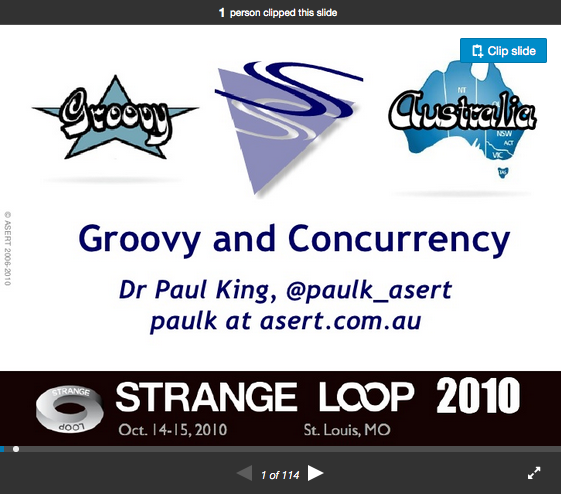 1 person clipped this slide
Clip slide
Groovy
Australia
NT
NSW
ACT
VIC
TAS
© ASERT 2006-2010
Groovy and Concurrency
Dr Paul King, @paulk_asert
paulk at asert.com.au
STRANGE
LOOP
STRANGE LOOP 2010
Oct. 14-15, 2010 St. Louis, MO
1 of 114